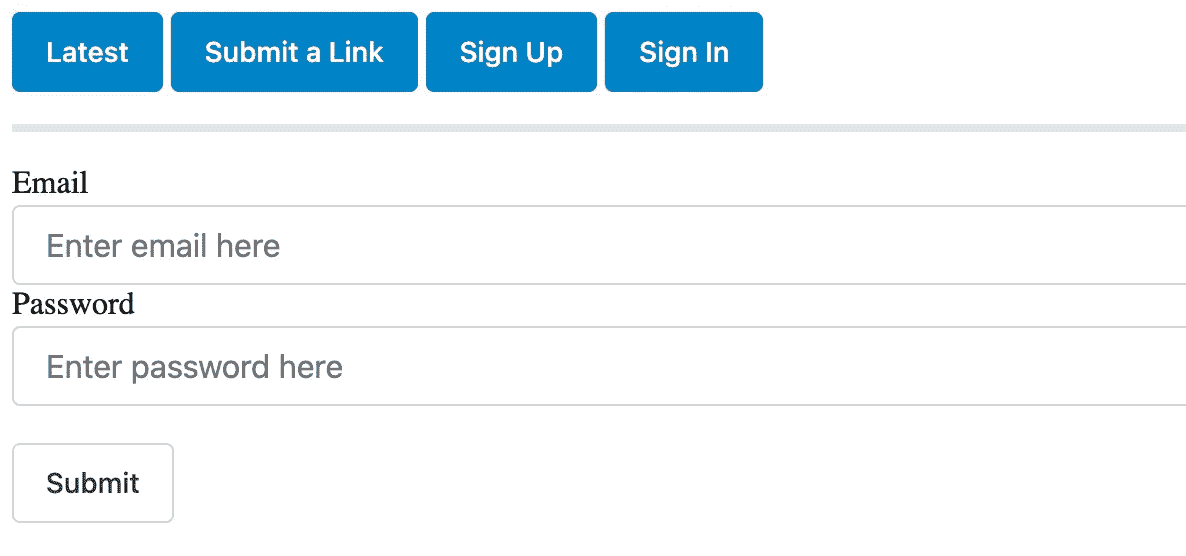 Latest Submit a Link Sign Up Sign In
Email
Enter email here
Password
Enter password here
Submit